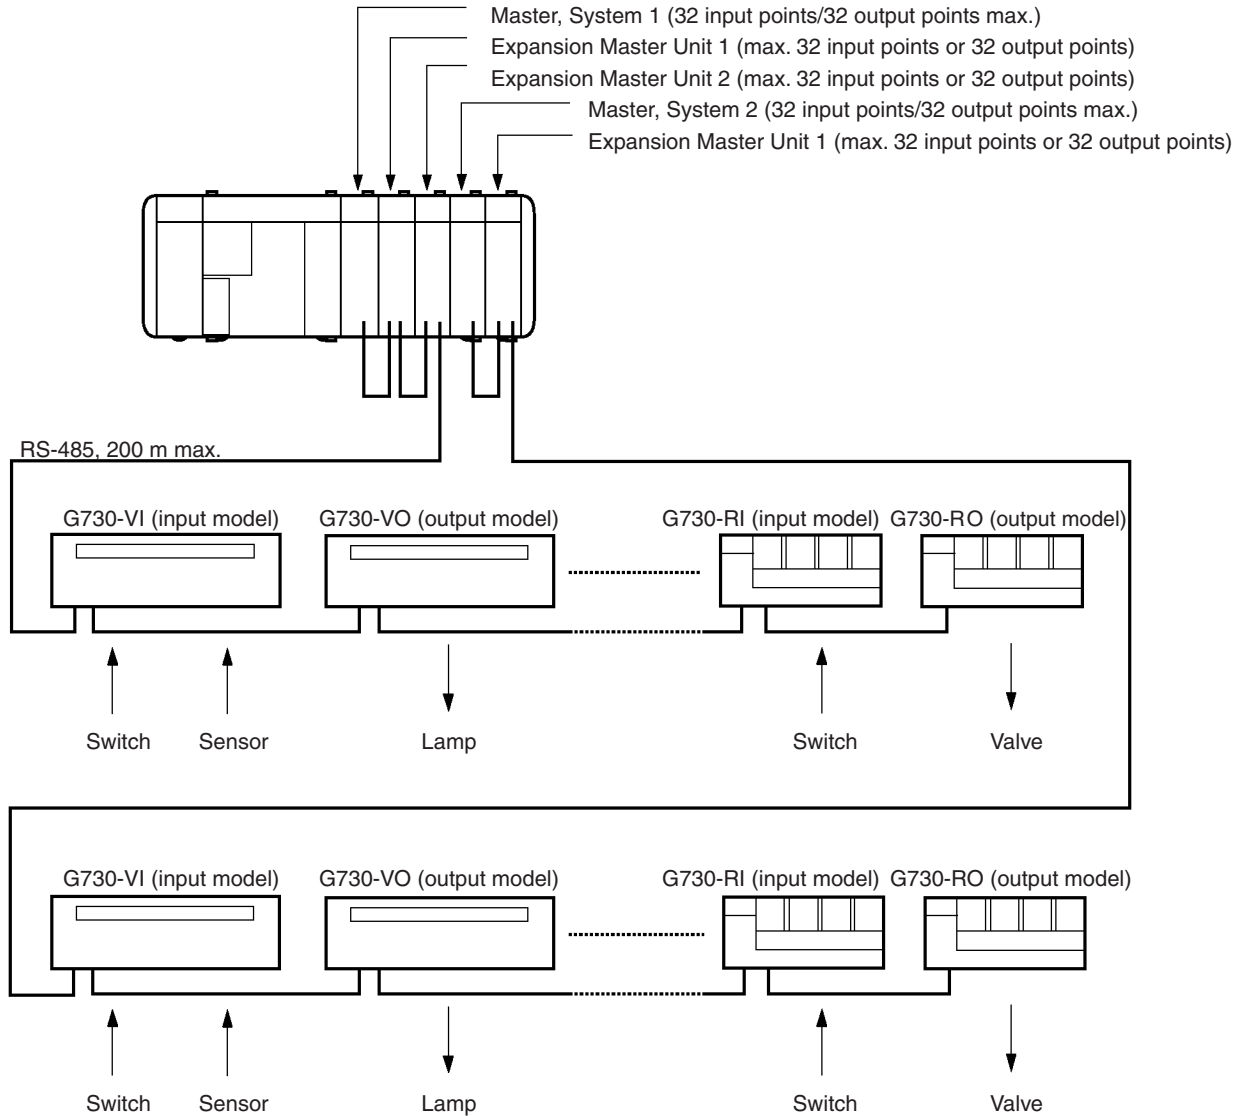 Master, System 1 (32 input points/32 output points max.)
Expansion Master Unit 1 (max. 32 input points or 32 output points)
Expansion Master Unit 2 (max. 32 input points or 32 output points)
Master, System 2 (32 input points/32 output points max.)
Expansion Master Unit 1 (max. 32 input points or 32 output points)
RS-485, 200 m max.
G730-VI (input model) G730-VO (output model) G730-RI (input model) G730-RO (output model)
Switch Sensor Lamp Switch Valve
G730-VI (input model) G730-VO (output model) G730-RI (input model) G730-RO (output model)
Switch Sensor Lamp Switch Valve